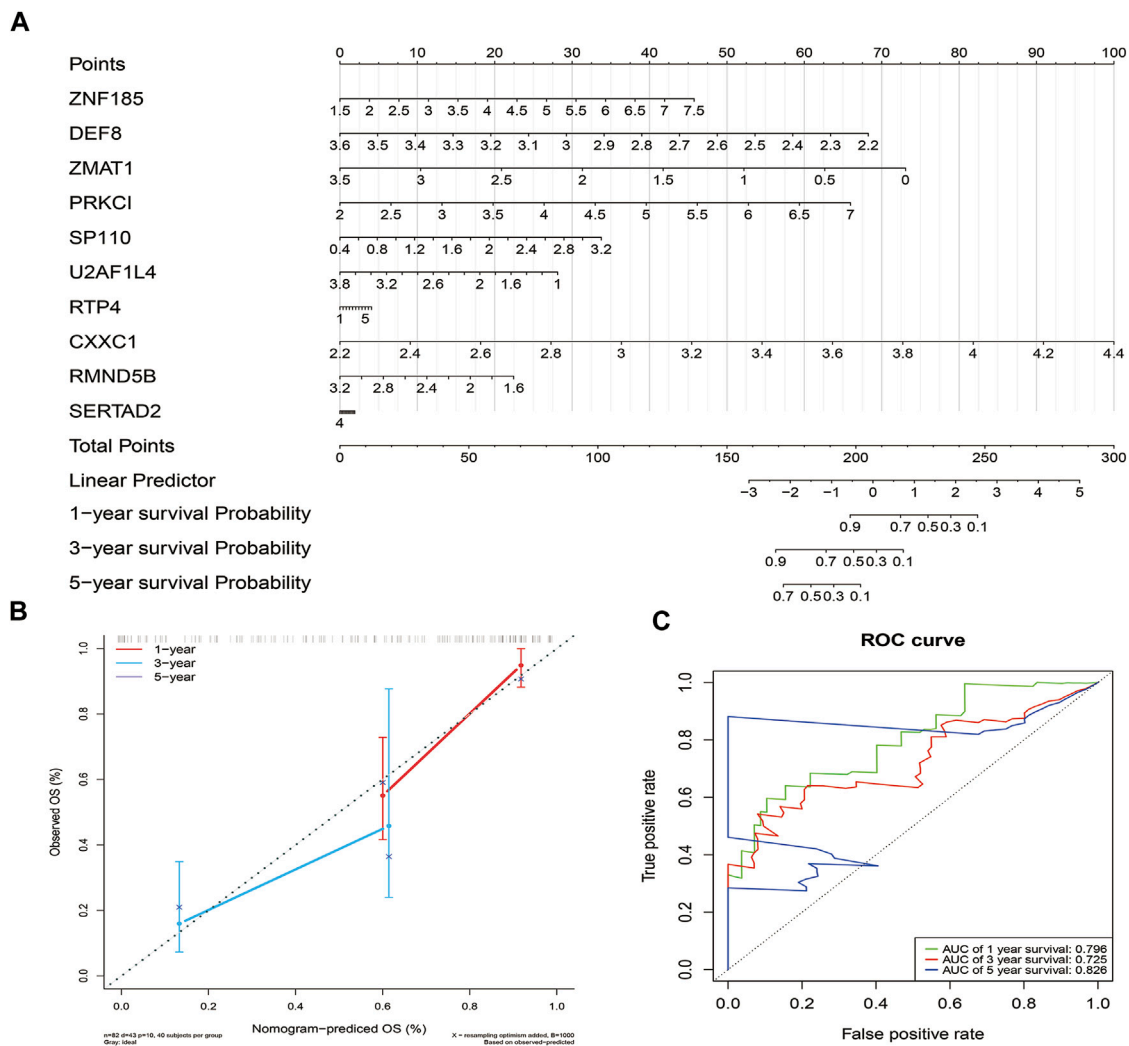 A
Points
0 10 20 30 40 50 60 70 80 90 100
ZNF185
1.5 2 2.5 3 3.5 4 4.5 5 5.5 6 6.5 7 7.5
DEF8
3.6 3.5 3.4 3.3 3.2 3.1 3 2.9 2.8 2.7 2.6 2.5 2.4 2.3 2.2
ZMAT1
3.5 3 2.5 2 1.5 1 0.5 0
PRKCI
2 2.5 3 3.5 4 4.5 5 5.5 6 6.5 7
SP110
0.4 0.8 1.2 1.6 2 2.4 2.8 3.2
U2AF1L4
3.8 3.2 2.6 2 1.6 1
RTP4
1 5
CXXC1
2.2 2.4 2.6 2.8 3 3.2 3.4 3.6 3.8 4 4.2 4.4
RMND5B
3.2 2.8 2.4 2 1.6
SERTAD2
4
Total Points
0 50 100 150 200 250 300
Linear Predictor
−3 −2 −1 0 1 2 3 4 5
1−year survival Probability
0.9 0.7 0.5 0.3 0.1
3−year survival Probability
0.9 0.7 0.5 0.3 0.1
5−year survival Probability
0.7 0.5 0.3 0.1
B
1−year
3−year
5−year
Observed OS (%)
1.0
0.8
0.6
0.4
0.2
0.0
0.0 0.2 0.4 0.6 0.8 1.0
Nomogram−prediced OS (%)
n=82 d=43 p=10, 40 subjects per group
Gray: ideal
X − resampling optimism added, B=1000
Based on observed−predicted
C
ROC curve
True positive rate
1.0
0.8
0.6
0.4
0.2
0.0
AUC of 1 year survival: 0.796
AUC of 3 year survival: 0.725
AUC of 5 year survival: 0.826
0.0 0.2 0.4 0.6 0.8 1.0
False positive rate